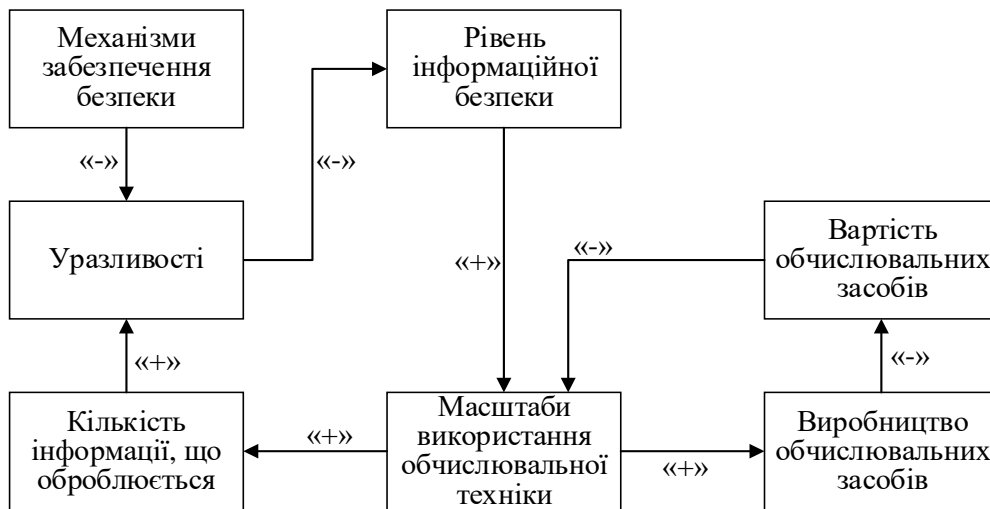 Механізми
забезпечення
безпеки
Рівень
інформаційної
безпеки
«-»
«-»
Уразливості
«+»
«-»
Вартість
обчислювальних
засобів
«+»
«-»
Кількість
інформації, що
оброблюється
«+»
Масштаби
використання
обчислювальної
техніки
«+»
Виробництво
обчислювальних
засобів